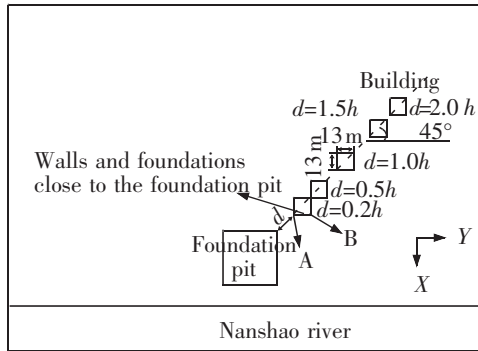 Building
d=1.5h
d=2.0 h
13 m
45°
13 m
d=1.0h
Walls and foundations
close to the foundation pit
d=0.5h
d=0.2h
d
B
Foundation
pit
A
Y
X
Nanshao river